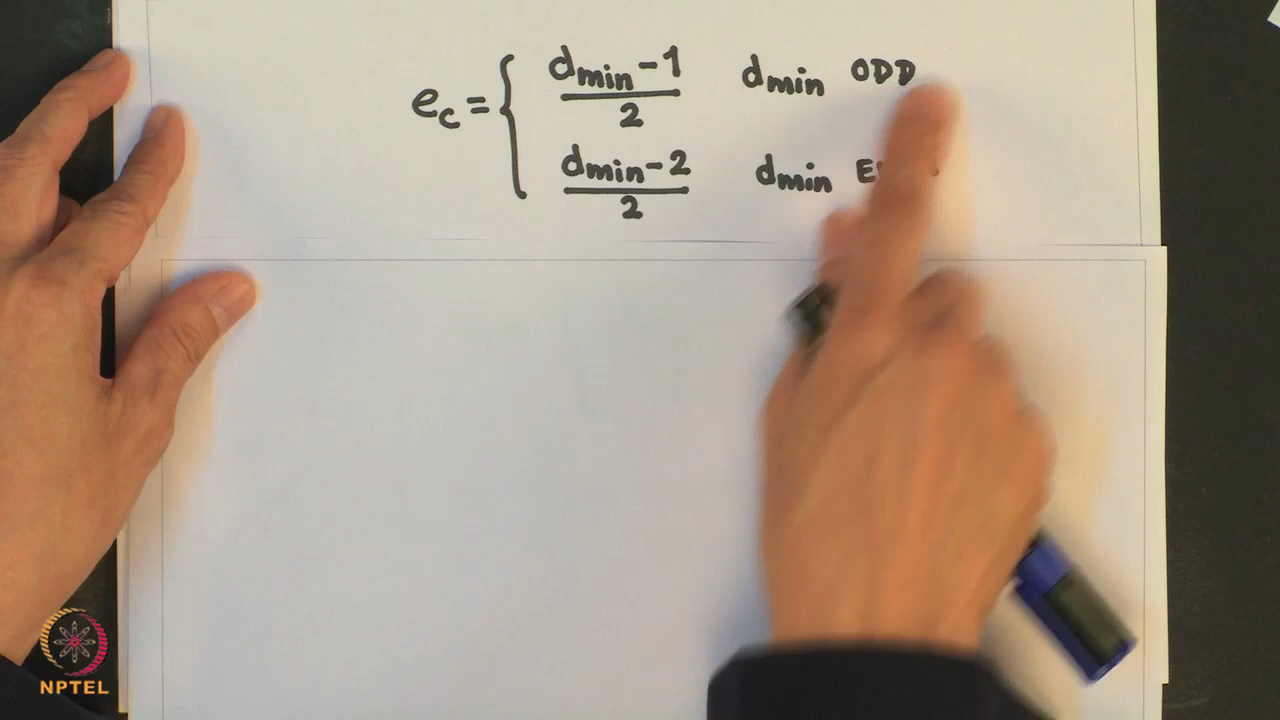 e_c = { (d_min - 1)/2 d_min ODD
(d_min - 2)/2 d_min
NPTEL